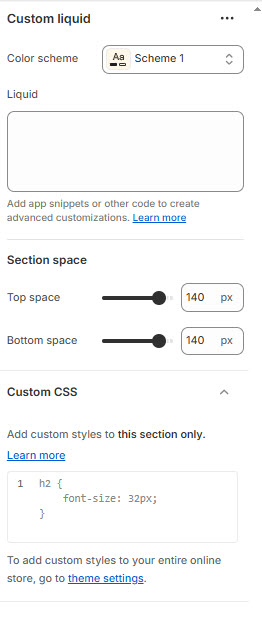 Custom liquid
Color scheme
Aa
Scheme 1
Liquid
Add app snippets or other code to create
advanced customizations. Learn more
Section space
Top space
140 px
Bottom space
140 px
Custom CSS
Add custom styles to this section only.
Learn more
1 h2 {
font-size: 32px;
}
To add custom styles to your entire online
store, go to theme settings.